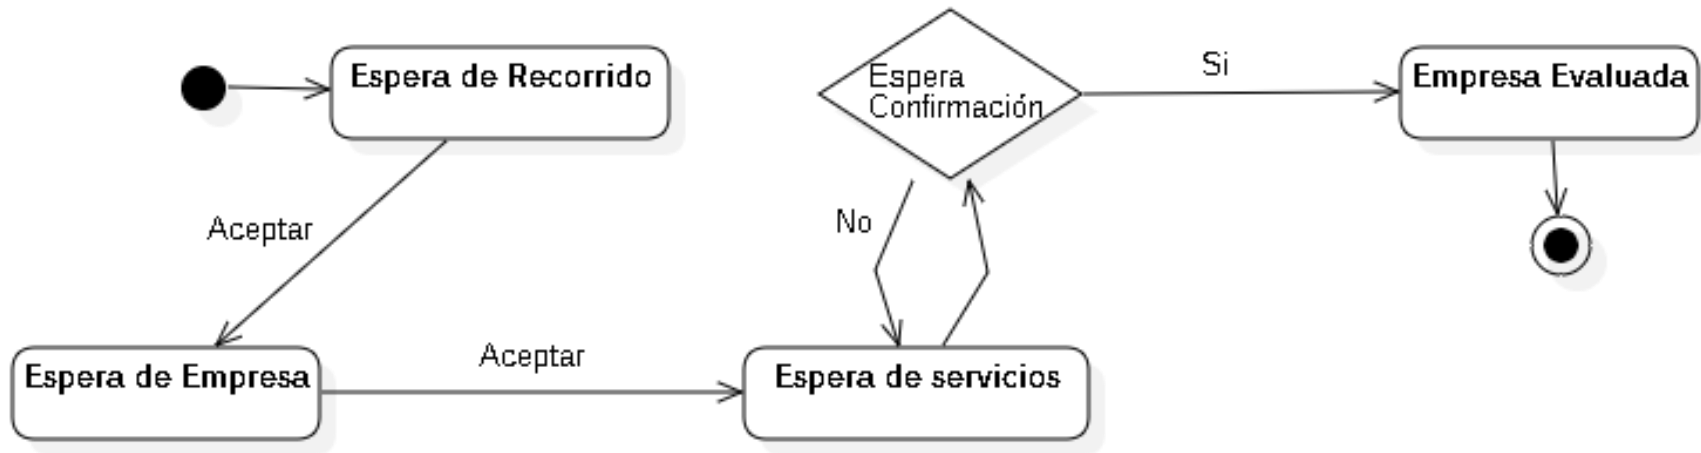 Espera de Recorrido
Espera
Confirmación
Si
Empresa Evaluada
Aceptar
No
Espera de Empresa
Aceptar
Espera de servicios